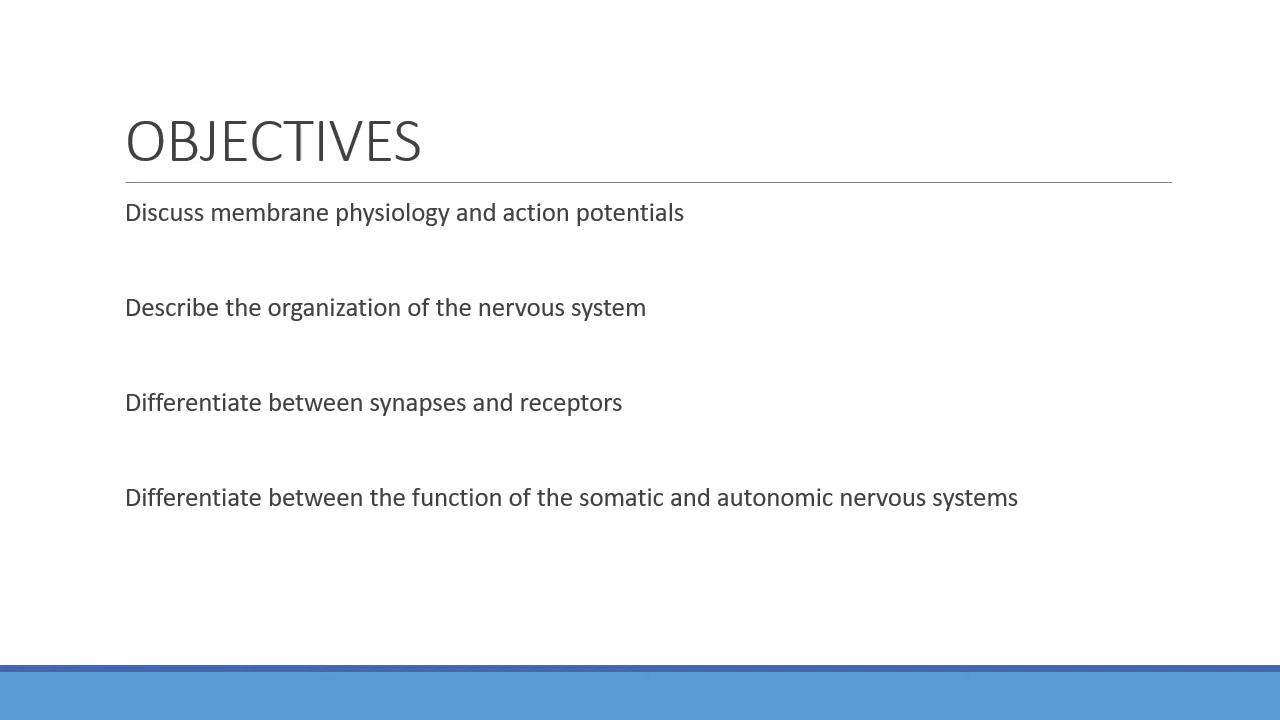 OBJECTIVES
Discuss membrane physiology and action potentials
Describe the organization of the nervous system
Differentiate between synapses and receptors
Differentiate between the function of the somatic and autonomic nervous systems